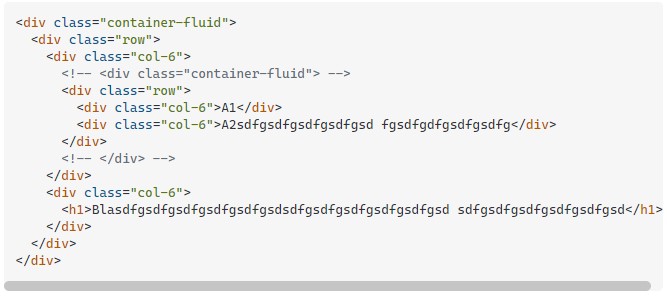 <div class="container-fluid">
  <div class="row">
    <div class="col-6">
      <!-- <div class="container-fluid"> -->
      <div class="row">
        <div class="col-6">A1</div>
        <div class="col-6">A2sdfgsdfgsdfgsdfgsd fgsdfgdfgsdfgsdfg</div>
      </div>
      <!-- </div> -->
    </div>
    <div class="col-6">
      <h1>Blasdfgsdfgsdfgsdfgsdfgsdsdfgsdfgsdfgsdfgsdfgsd sdfgsdfgsdfgsdfgsdfgsd</h1>
    </div>
  </div>
</div>